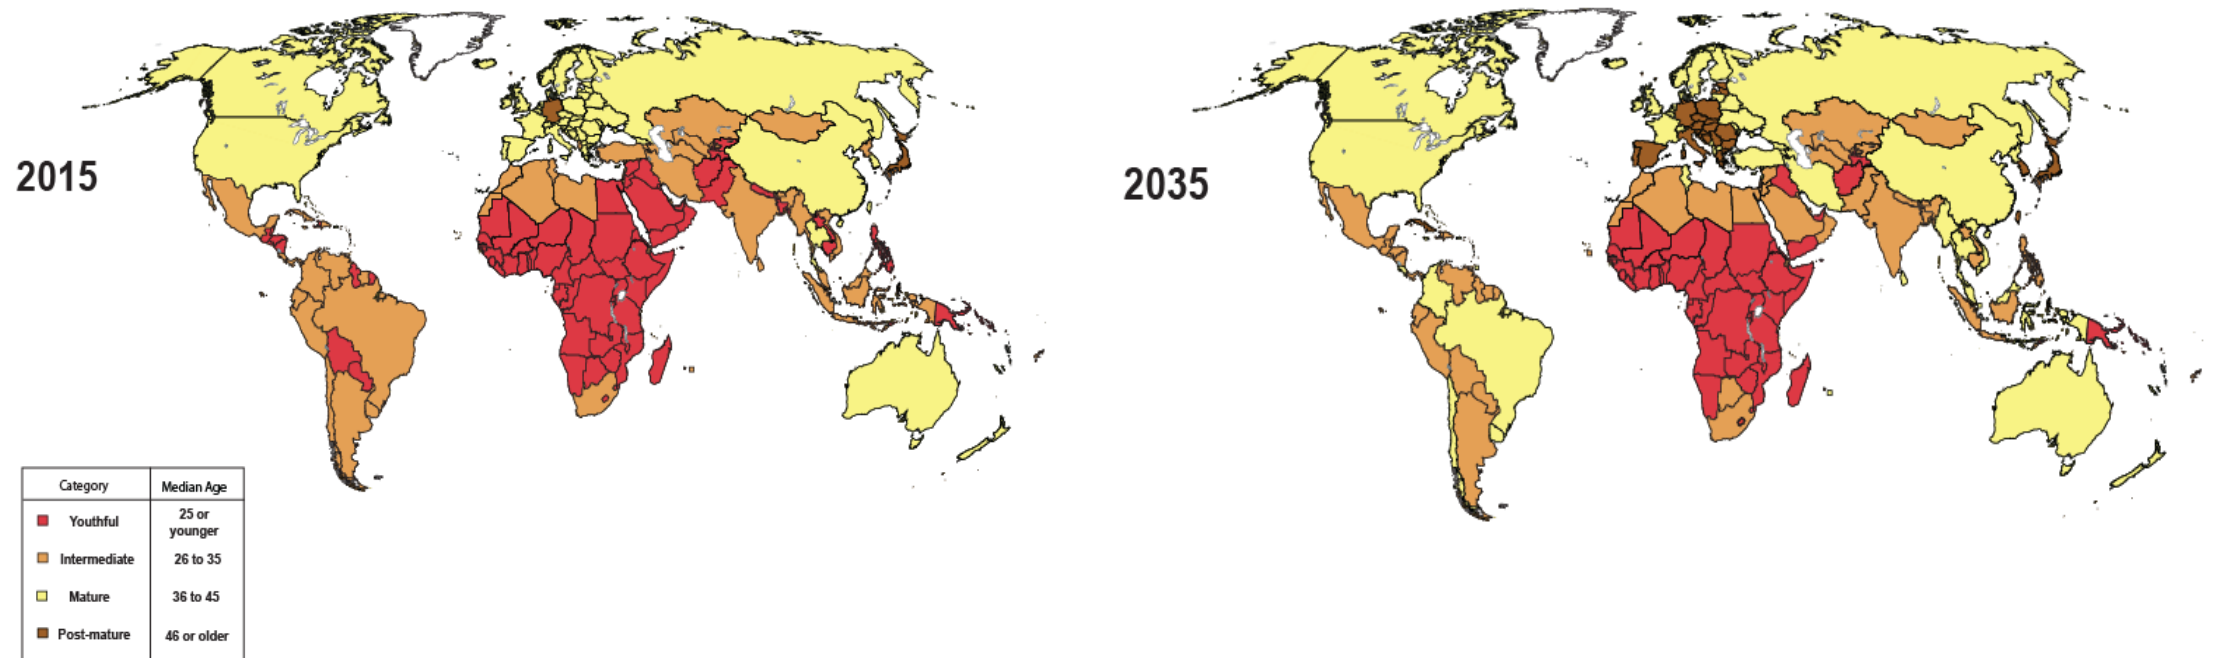 2015
2035
Category Median Age
Youthful 25 or
younger
Intermediate 26 to 35
Mature 36 to 45
Post-mature 46 or older